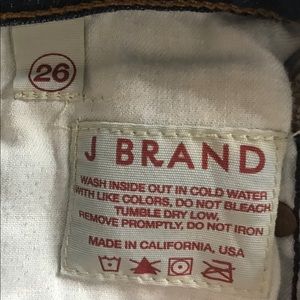 26
J BRAND
WASH INSIDE OUT IN COLD WATER
WITH LIKE COLORS, DO NOT BLEACH
TUMBLE DRY LOW,
REMOVE PROMPTLY, DO NOT IRON
MADE IN CALIFORNIA, USA